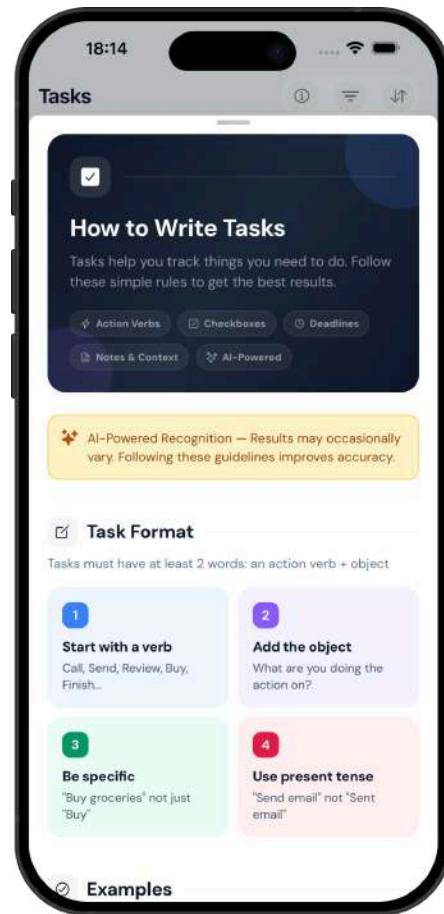 18:14
Tasks
How to Write Tasks
Tasks help you track things you need to do. Follow
these simple rules to get the best results.
Action Verbs
Checkboxes
Deadlines
Notes & Context
AI-Powered
AI-Powered Recognition — Results may occasionally
vary. Following these guidelines improves accuracy.
Task Format
Tasks must have at least 2 words: an action verb + object
1
Start with a verb
Call, Send, Review, Buy,
Finish...
2
Add the object
What are you doing the
action on?
3
Be specific
"Buy groceries" not just
"Buy"
4
Use present tense
"Send email" not "Sent
email"
Examples